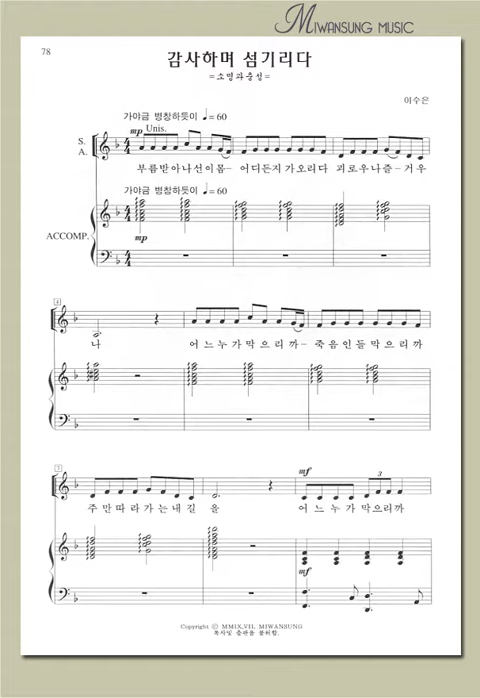 MIWANSUNG MUSIC
78
감사하며 섬기리다
=소명과충성=
이수은
가야금 병창하듯이 ♩= 60
mp Unis.
S.
A.
부름받아나선이몸- 어디든지가오리다 괴로우나즐-거우
가야금 병창하듯이 ♩= 60
ACCOMP.
mp
4
나 어느누가막으리까- 죽음인들막으리까
7
mf
3
주만따라가는내길 을 어느누가막으리까
mf
Copyright © MMIX.VII. MIWANSUNG
복사및 출판을 불허함.